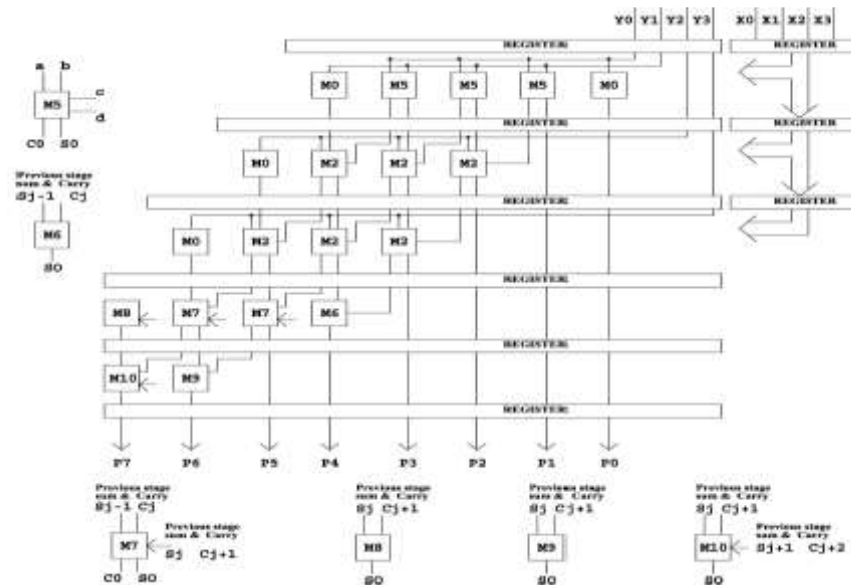 Y0 Y1 Y2 Y3 X0 X1 X2 X3
REGISTER REGISTER
a b
M0 M5 M5 M5 M0
M5 c
d
REGISTER REGISTER
C0 S0
M0 M2 M2 M2
Previous stage
sum & Carry
Sj-1 Cj
REGISTER REGISTER
M6
M0 M2 M2 M2
S0
REGISTER
M8 M7 M7 M6
REGISTER
M10 M9
REGISTER
P7 P6 P5 P4 P3 P2 P1 P0
Previous stage
sum & Carry
Sj-1 Cj
Previous stage
sum & Carry
Sj Cj+1
M7
C0 S0
Previous stage
sum & Carry
Sj Cj+1
M8
S0
Previous stage
sum & Carry
Sj Cj+1
M9
S0
Previous stage
sum & Carry
Sj Cj+1
Previous stage
sum & Carry
Sj+1 Cj+2
M10
S0